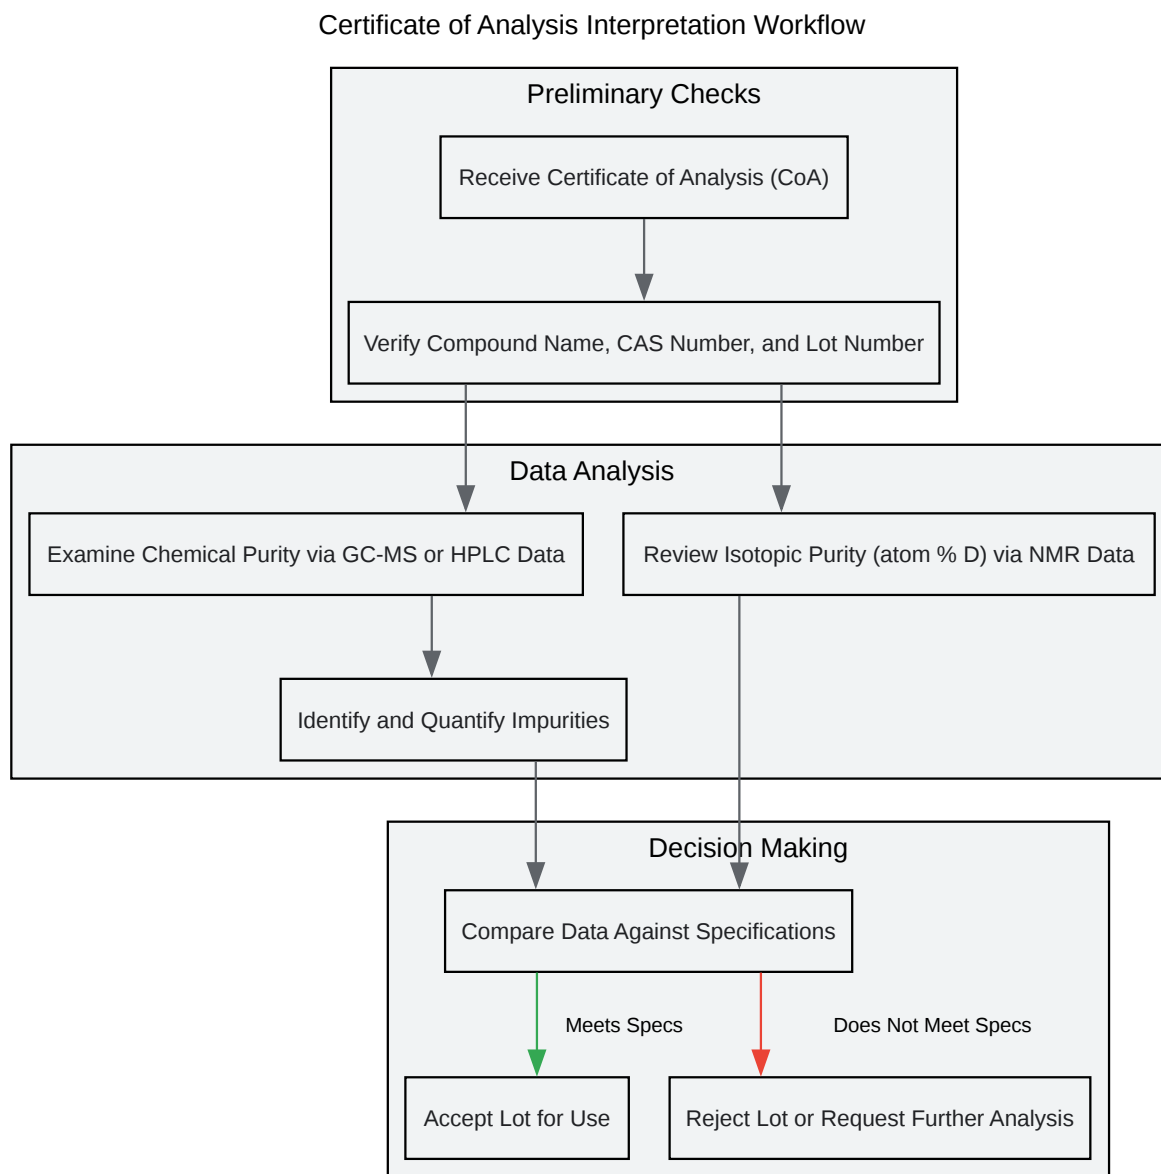 Certificate of Analysis Interpretation Workflow
Preliminary Checks
Receive Certificate of Analysis (CoA)
Verify Compound Name, CAS Number, and Lot Number
Data Analysis
Examine Chemical Purity via GC-MS or HPLC Data
Review Isotopic Purity (atom % D) via NMR Data
Identify and Quantify Impurities
Decision Making
Compare Data Against Specifications
Meets Specs
Does Not Meet Specs
Accept Lot for Use
Reject Lot or Request Further Analysis